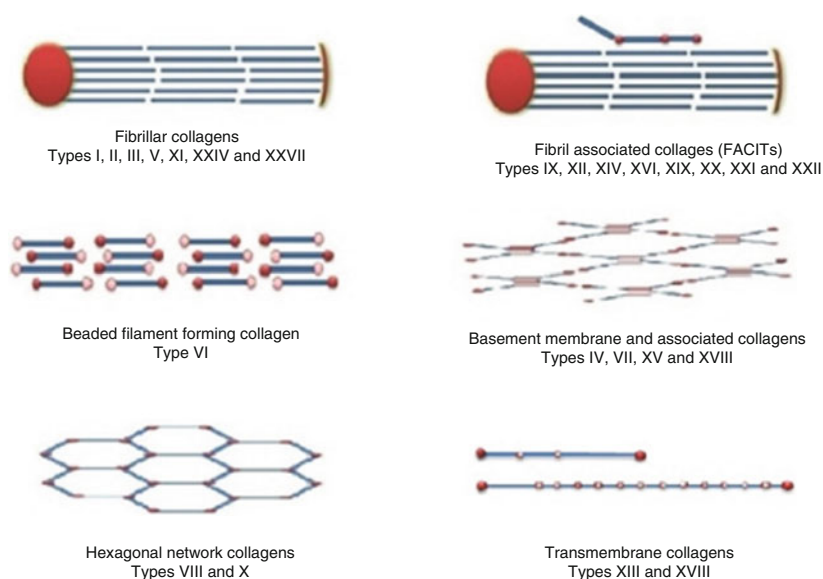 Fibrillar collagens
Types I, II, III, V, XI, XXIV and XXVII
Fibril associated collages (FACITs)
Types IX, XII, XIV, XVI, XIX, XX, XXI and XXII
Beaded filament forming collagen
Type VI
Basement membrane and associated collagens
Types IV, VII, XV and XVIII
Hexagonal network collagens
Types VIII and X
Transmembrane collagens
Types XIII and XVIII